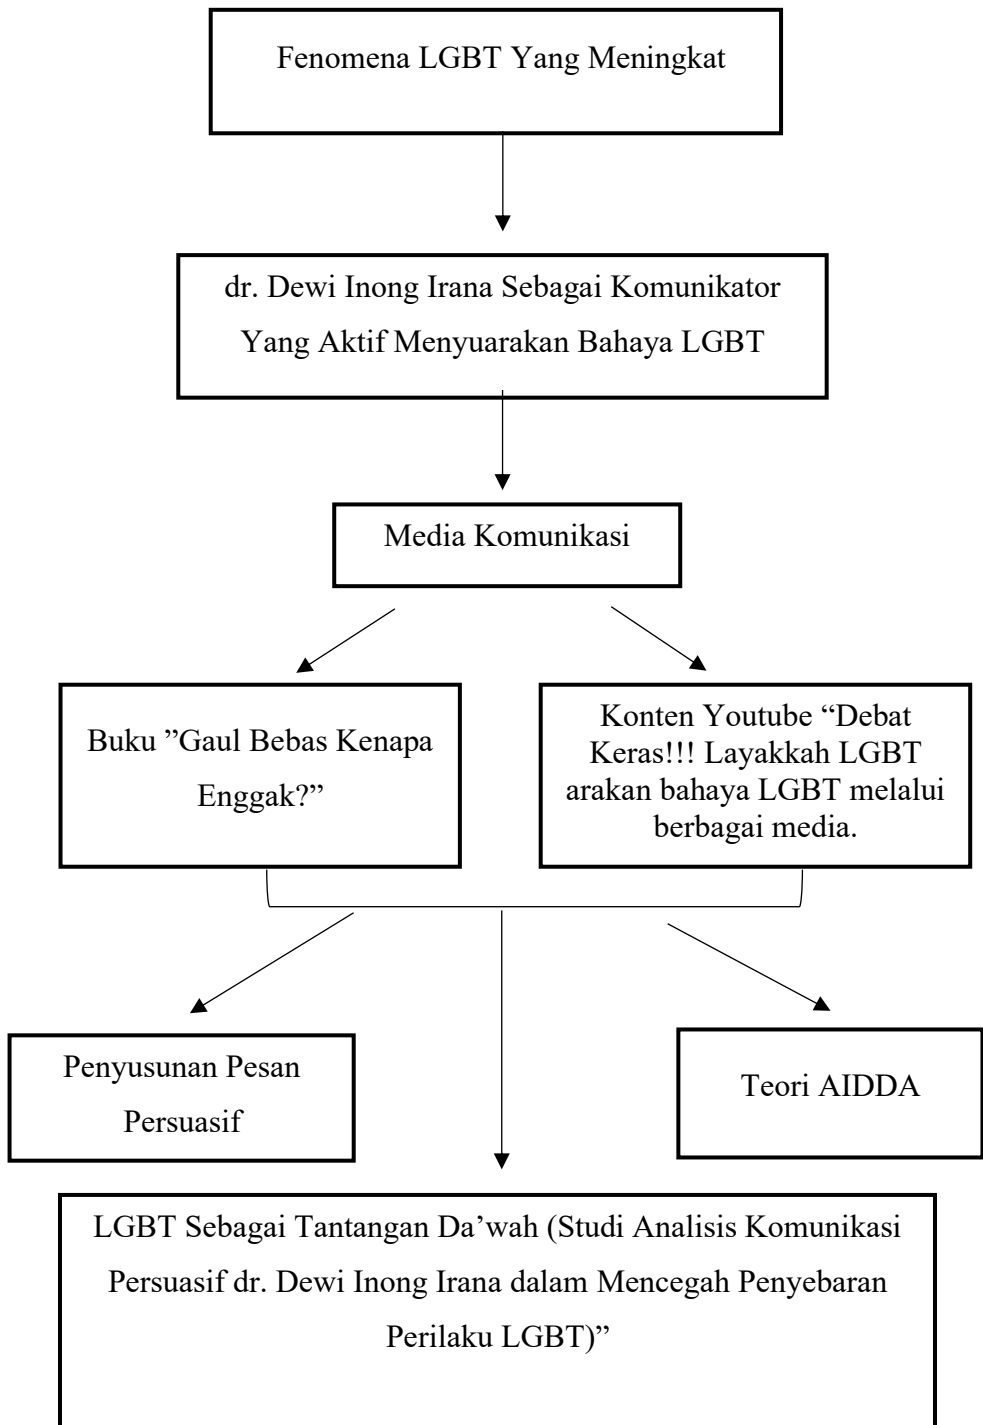 Fenomena LGBT Yang Meningkat
dr. Dewi Inong Irana Sebagai Komunikator
Yang Aktif Menyuarakan Bahaya LGBT
Media Komunikasi
Buku ”Gaul Bebas Kenapa
Enggak?”
Konten Youtube “Debat
Keras!!! Layakkah LGBT
arakan bahaya LGBT melalui
berbagai media.
Penyusunan Pesan
Persuasif
Teori AIDDA
LGBT Sebagai Tantangan Da’wah (Studi Analisis Komunikasi
Persuasif dr. Dewi Inong Irana dalam Mencegah Penyebaran
Perilaku LGBT)”